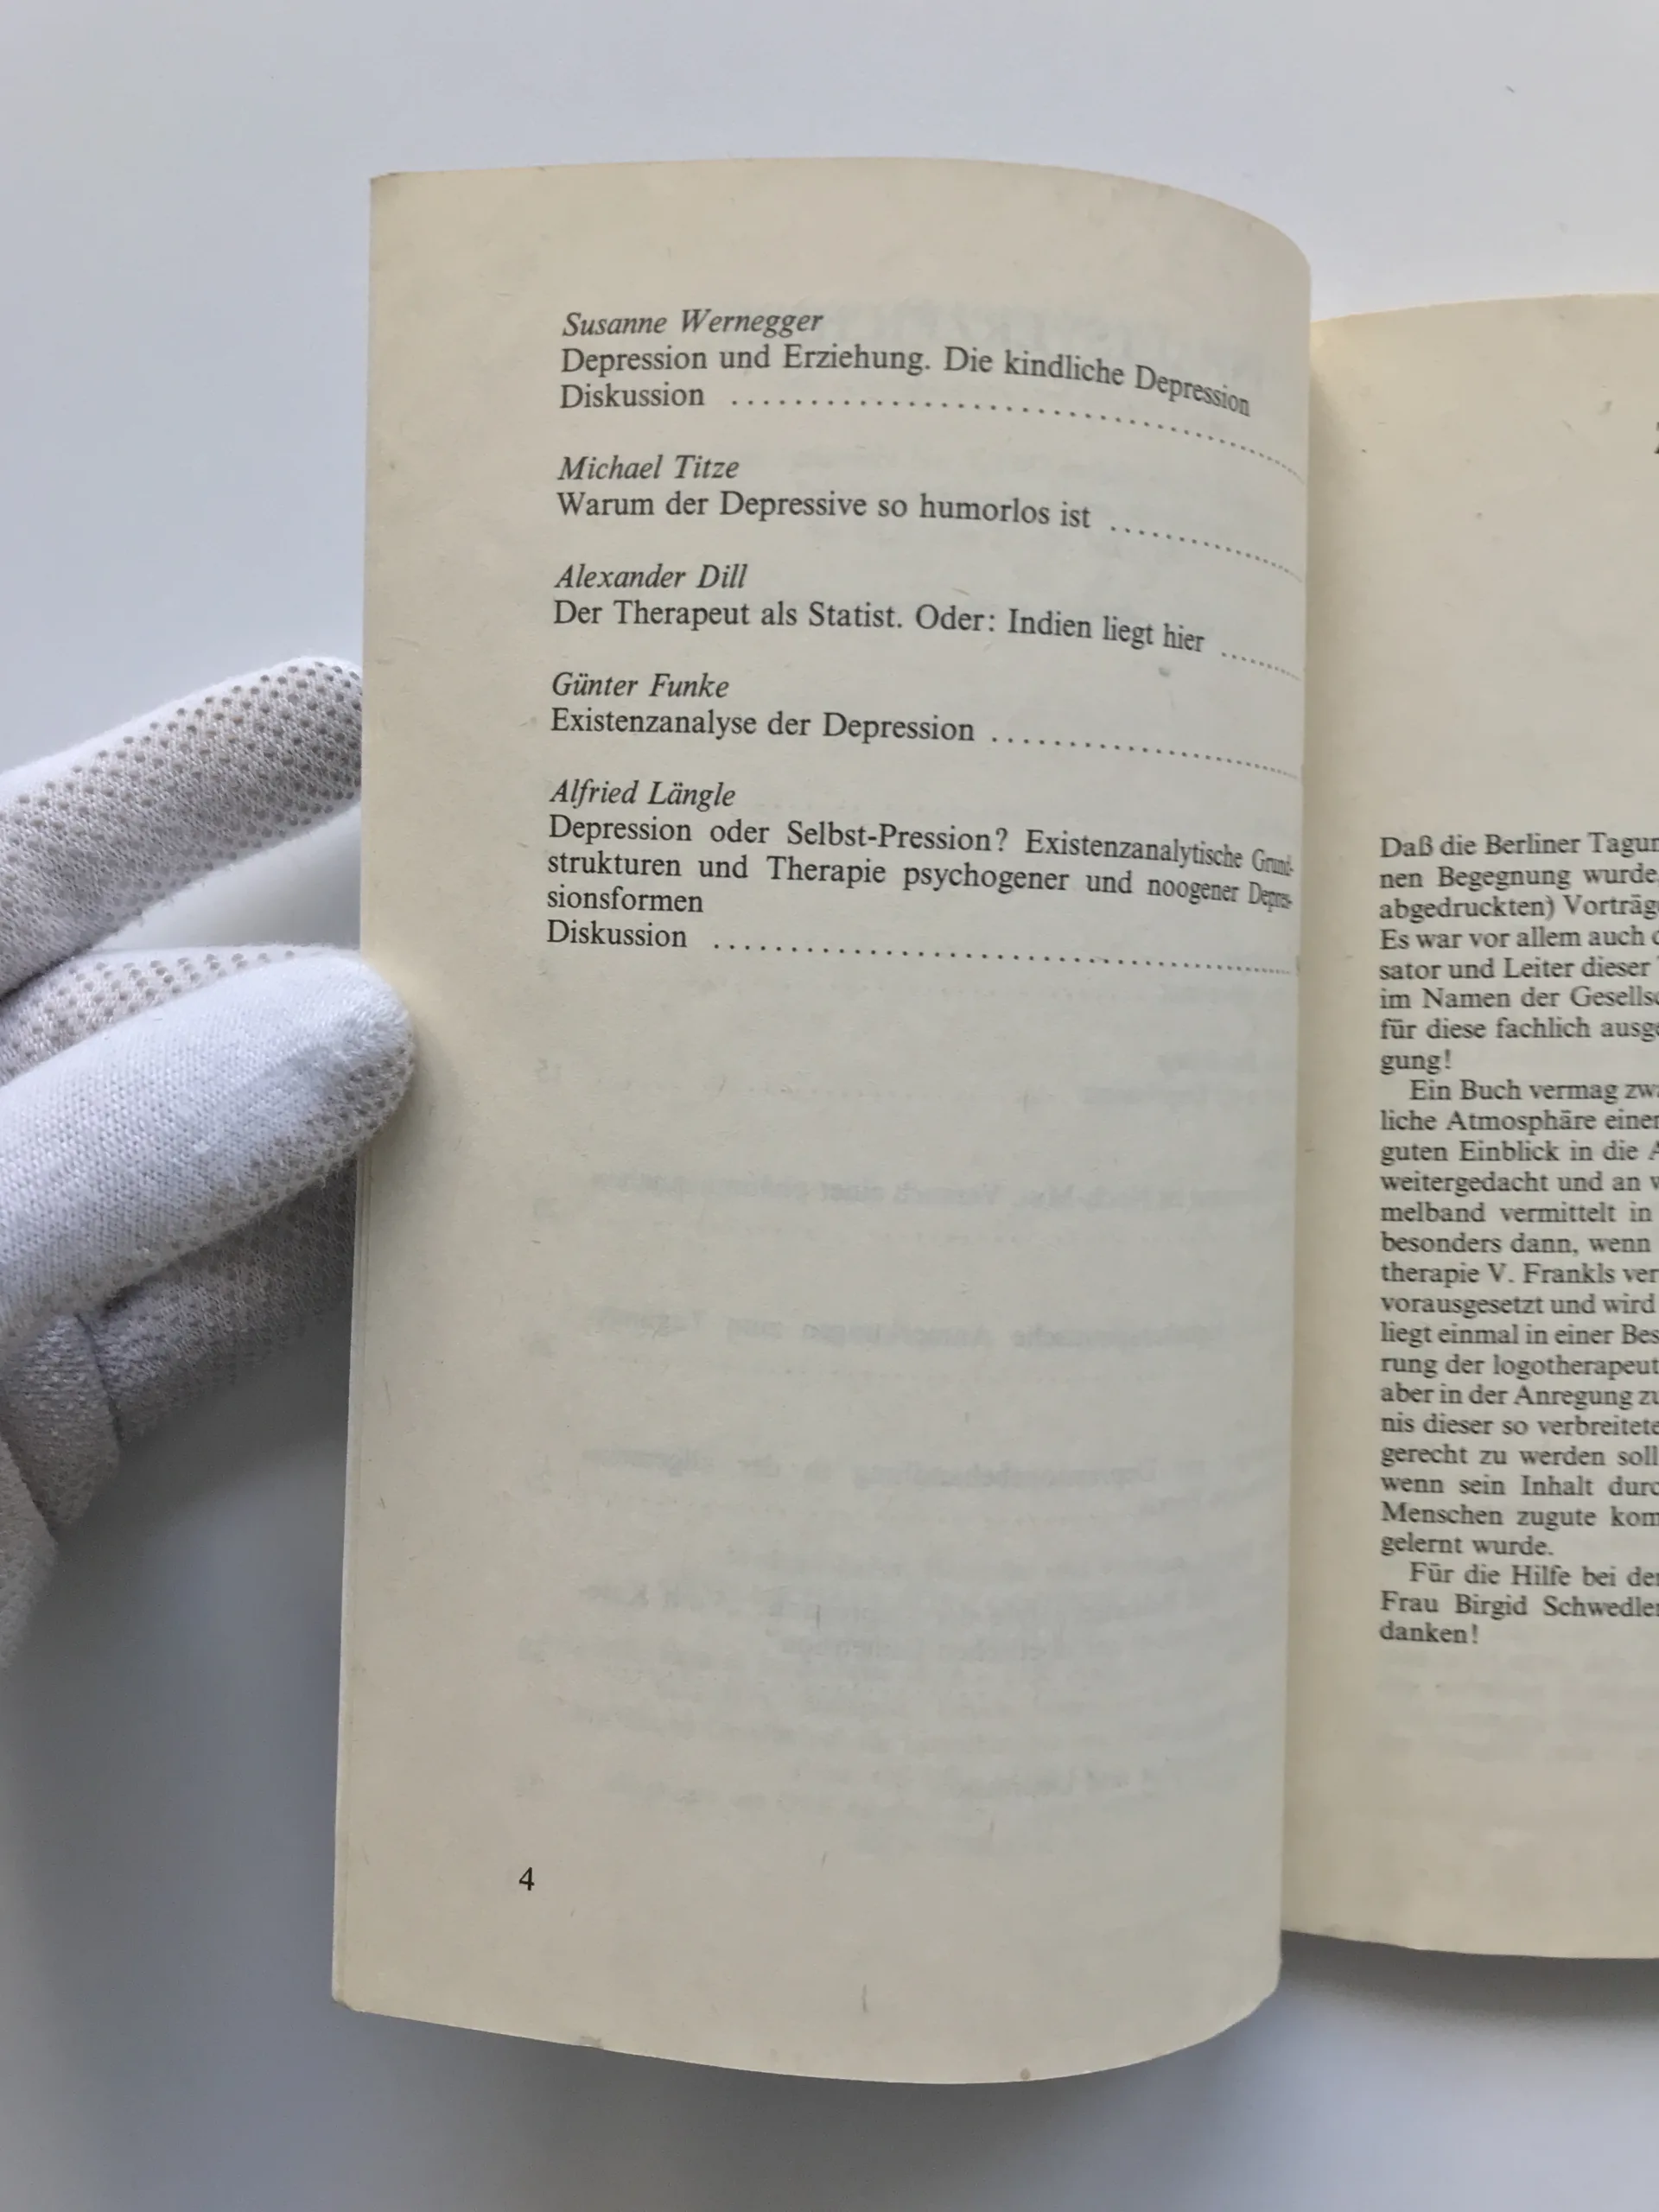 Susanne Wernegger
Depression und Erziehung. Die kindliche Depression
Diskussion ........................................
Michael Titze
Warum der Depressive so humorlos ist ....................
Alexander Dill
Der Therapeut als Statist. Oder: Indien liegt hier ..........
Günter Funke
Existenzanalyse der Depression ..........................
Alfried Längle
Depression oder Selbst-Pression? Existenzanalytische Grund-
strukturen und Therapie psychogener und noogener Depres-
sionsformen
Diskussion ........................................
4
Daß die Berliner Tagun
nen Begegnung wurde,
abgedruckten) Vorträge
Es war vor allem auch
sator und Leiter dieser
im Namen der Gesellsc
für diese fachlich ausge
gung!
Ein Buch vermag zwa
liche Atmosphäre einer
guten Einblick in die A
weitergedacht und an
melband vermittelt in
besonders dann, wenn
therapie V. Frankls ver
vorausgesetzt und wird
liegt einmal in einer Bes
rung der logotherapeut
aber in der Anregung zu
nis dieser so verbreitete
gerecht zu werden soll
wenn sein Inhalt durc
Menschen zugute kom
gelernt wurde.
Für die Hilfe bei der
Frau Birgid Schwedler
danken!